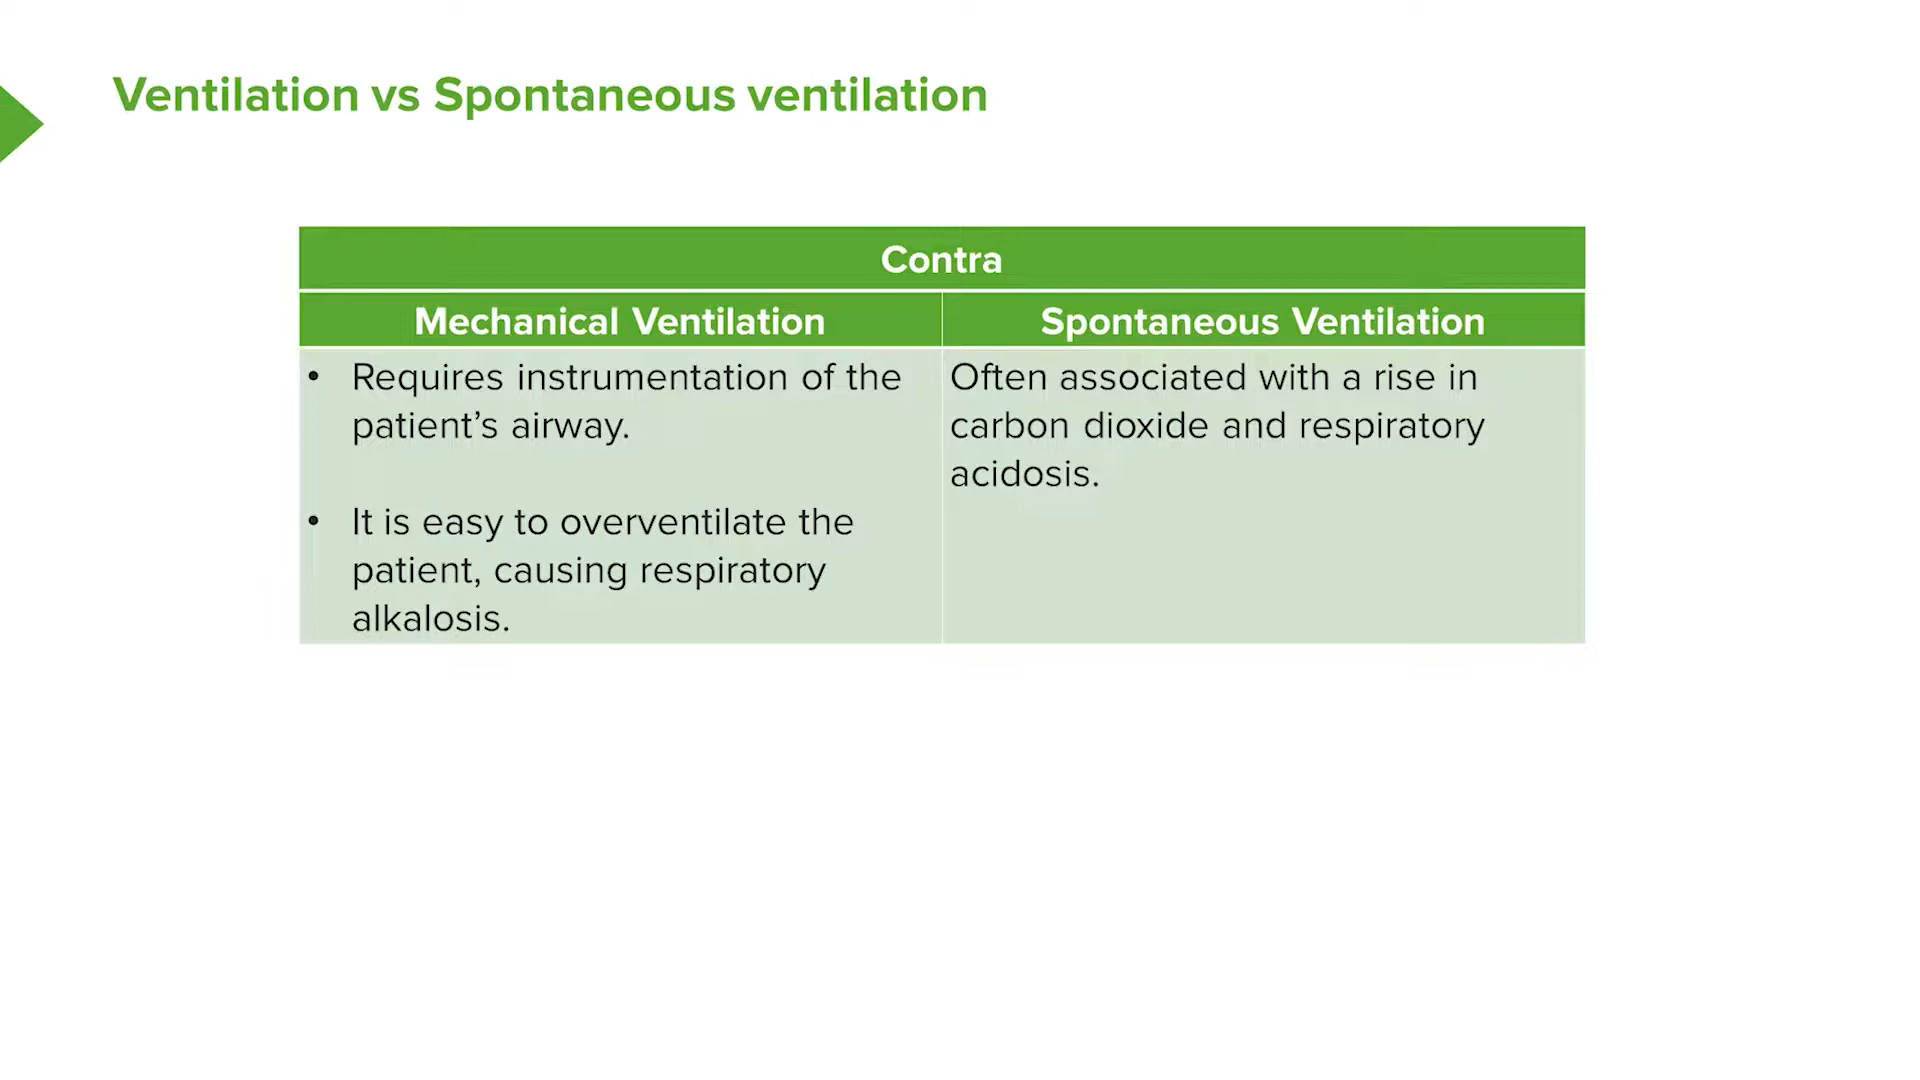 Ventilation vs Spontaneous ventilation
Contra
Mechanical Ventilation
Spontaneous Ventilation
• Requires instrumentation of the
patient’s airway.
• It is easy to overventilate the
patient, causing respiratory
alkalosis.
Often associated with a rise in
carbon dioxide and respiratory
acidosis.